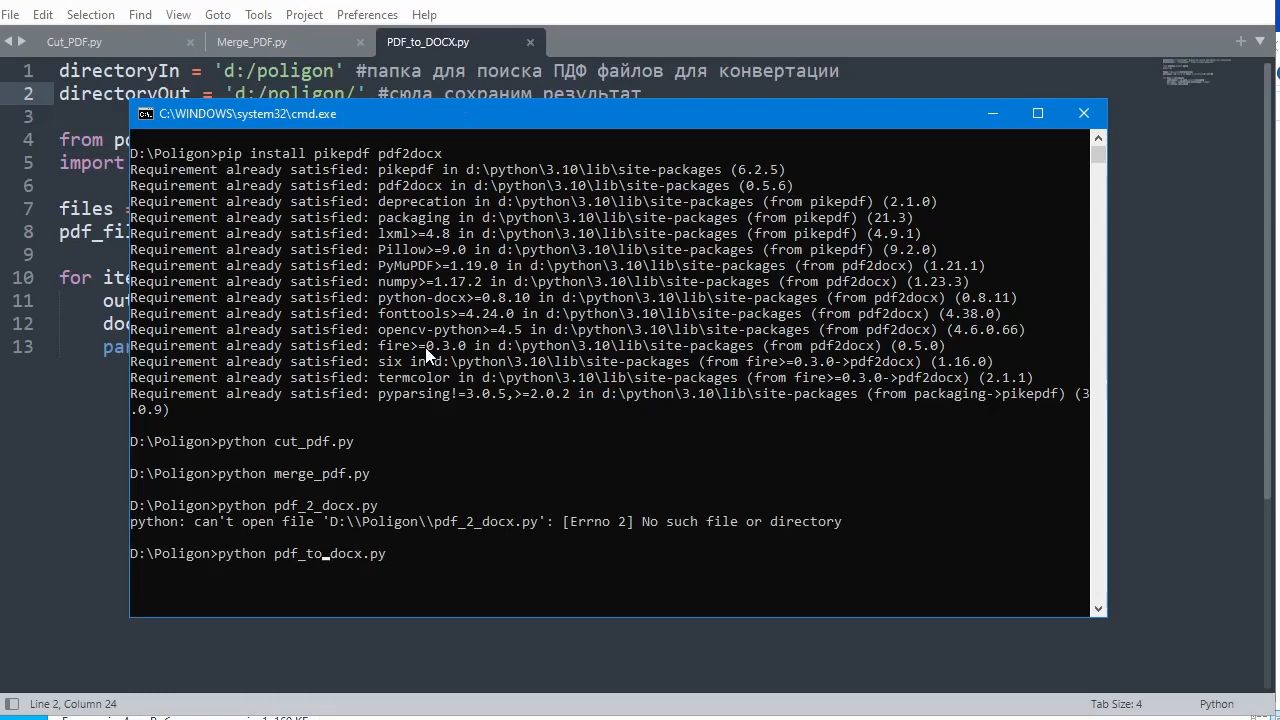 File Edit Selection Find View Goto Tools Project Preferences Help
Cut_PDF.py × Merge_PDF.py × PDF_to_DOCX.py ×
1 directoryIn = 'd:/poligon' #папка для поиска ПДФ файлов для конвертации
2 directoryOut = 'd:/poligon/' #сюда сохраним результат
3
4 from
5 import
6
7 files =
8
9
10 for
11
12
13
C:\WINDOWS\system32\cmd.exe
D:\Poligon>pip install pikepdf pdf2docx
Requirement already satisfied: pikepdf in d:\python\3.10\lib\site-packages (6.2.5)
Requirement already satisfied: pdf2docx in d:\python\3.10\lib\site-packages (0.5.6)
Requirement already satisfied: deprecation in d:\python\3.10\lib\site-packages (from pikepdf) (2.1.0)
Requirement already satisfied: packaging in d:\python\3.10\lib\site-packages (from pikepdf) (21.3)
Requirement already satisfied: lxml>=4.8 in d:\python\3.10\lib\site-packages (from pikepdf) (4.9.1)
Requirement already satisfied: Pillow>=9.0 in d:\python\3.10\lib\site-packages (from pikepdf) (9.2.0)
Requirement already satisfied: PyMuPDF>=1.19.0 in d:\python\3.10\lib\site-packages (from pdf2docx) (1.21.1)
Requirement already satisfied: numpy>=1.17.2 in d:\python\3.10\lib\site-packages (from pdf2docx) (1.23.3)
Requirement already satisfied: python-docx>=0.8.10 in d:\python\3.10\lib\site-packages (from pdf2docx) (0.8.11)
Requirement already satisfied: fonttools>=4.24.0 in d:\python\3.10\lib\site-packages (from pdf2docx) (4.38.0)
Requirement already satisfied: opencv-python>=4.5 in d:\python\3.10\lib\site-packages (from pdf2docx) (4.6.0.66)
Requirement already satisfied: fire>=0.3.0 in d:\python\3.10\lib\site-packages (from pdf2docx) (0.5.0)
Requirement already satisfied: six in d:\python\3.10\lib\site-packages (from fire>=0.3.0->pdf2docx) (1.16.0)
Requirement already satisfied: termcolor in d:\python\3.10\lib\site-packages (from fire>=0.3.0->pdf2docx) (2.1.1)
Requirement already satisfied: pyparsing!=3.0.5,>=2.0.2 in d:\python\3.10\lib\site-packages (from packaging->pikepdf) (3
.0.9)
D:\Poligon>python cut_pdf.py
D:\Poligon>python merge_pdf.py
D:\Poligon>python pdf_2_docx.py
python: can't open file 'D:\\Poligon\\pdf_2_docx.py': [Errno 2] No such file or directory
D:\Poligon>python pdf_to_docx.py
Line 2, Column 24 Tab Size: 4 Python